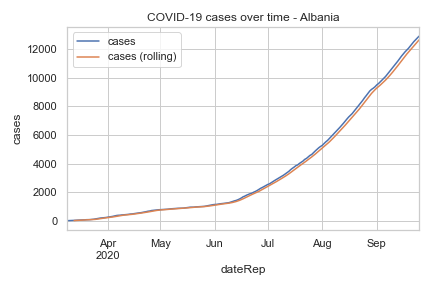 COVID-19 cases over time - Albania
cases
cases (rolling)
12000
10000
8000
6000
4000
2000
0
cases
Apr
2020
May
Jun
Jul
Aug
Sep
dateRep